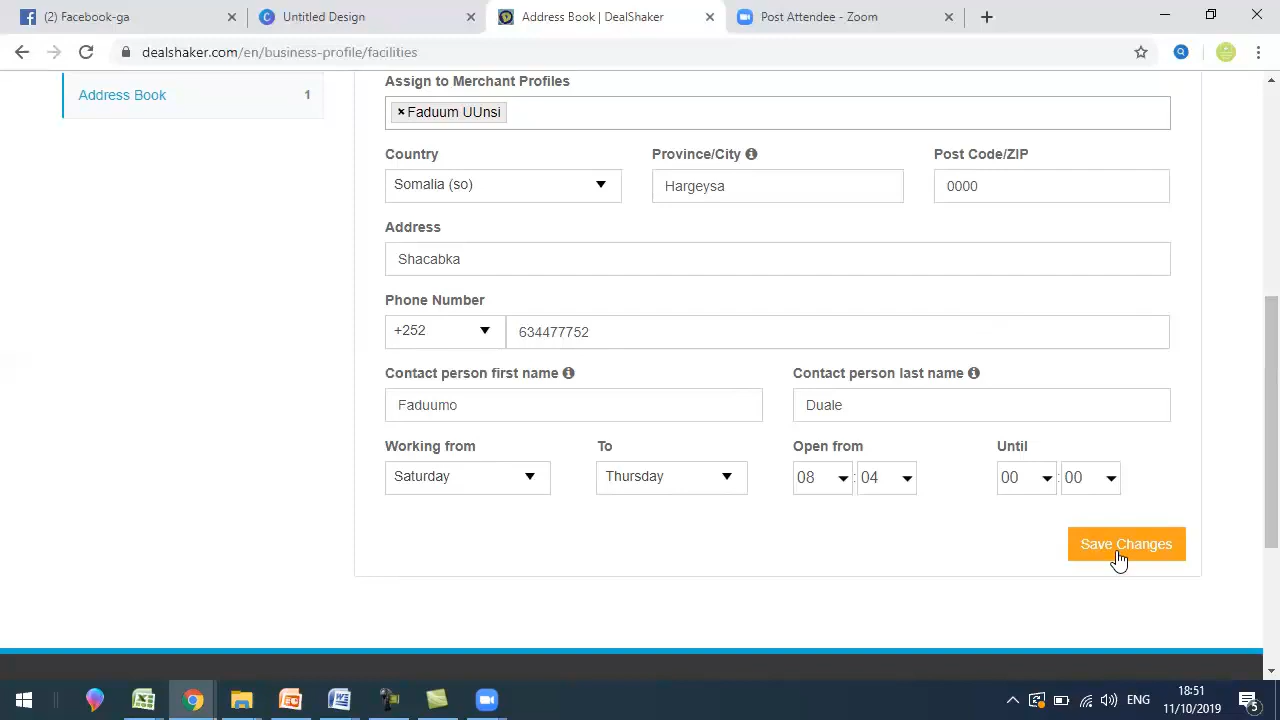 (2) Facebook-ga
Untitled Design
Address Book | DealShaker
Post Attendee - Zoom
dealshaker.com/en/business-profile/facilities
Address Book 1
Assign to Merchant Profiles
× Faduum UUnsi
Country Province/City Post Code/ZIP
Somalia (so) Hargeysa 0000
Address
Shacabka
Phone Number
+252 634477752
Contact person first name Contact person last name
Faduumo Duale
Working from To Open from Until
Saturday Thursday 08 : 04 00 : 00
Save Changes
ENG
18:51
11/10/2019
5